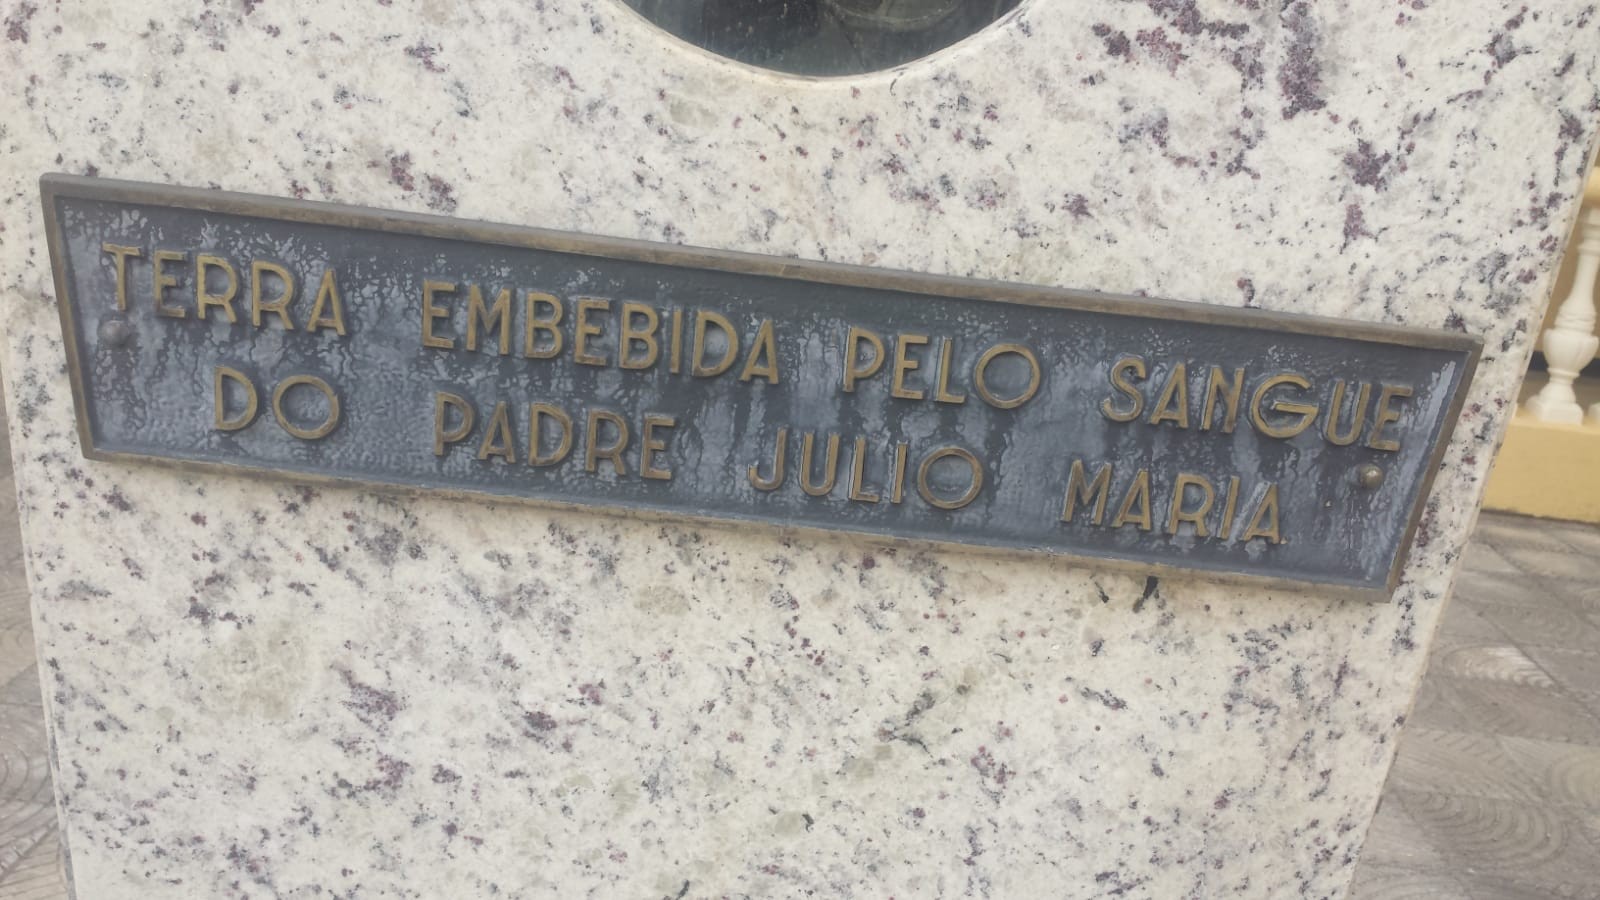 TERRA EMBEBIDA PELO SANGUE
DO PADRE JULIO MARIA.